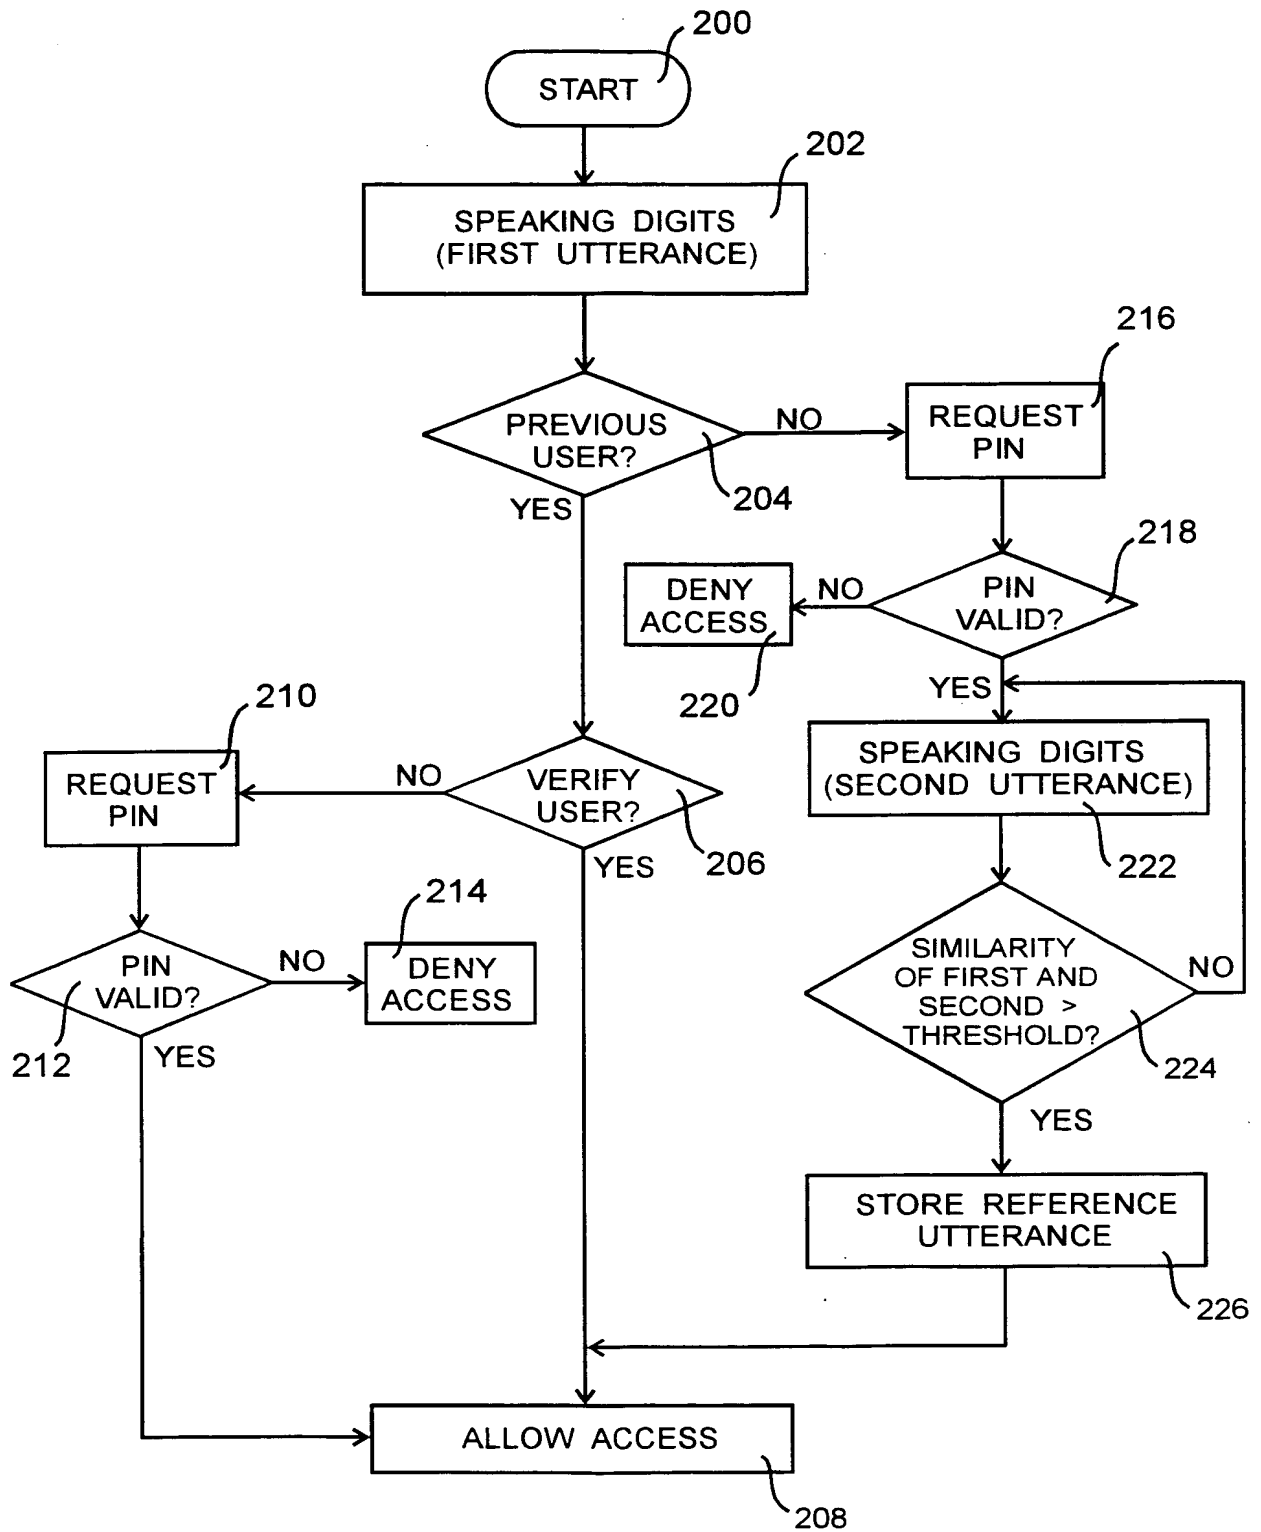 200
START
202
SPEAKING DIGITS
(FIRST UTTERANCE)
216
PREVIOUS
USER?
NO
REQUEST
PIN
204
YES
218
DENY
ACCESS
NO
PIN
VALID?
220
YES
210
REQUEST
PIN
NO
VERIFY
USER?
SPEAKING DIGITS
(SECOND UTTERANCE)
206
YES
222
214
PIN
VALID?
NO
DENY
ACCESS
SIMILARITY
OF FIRST AND
SECOND >
THRESHOLD?
NO
212
YES
224
YES
STORE REFERENCE
UTTERANCE
226
ALLOW ACCESS
208